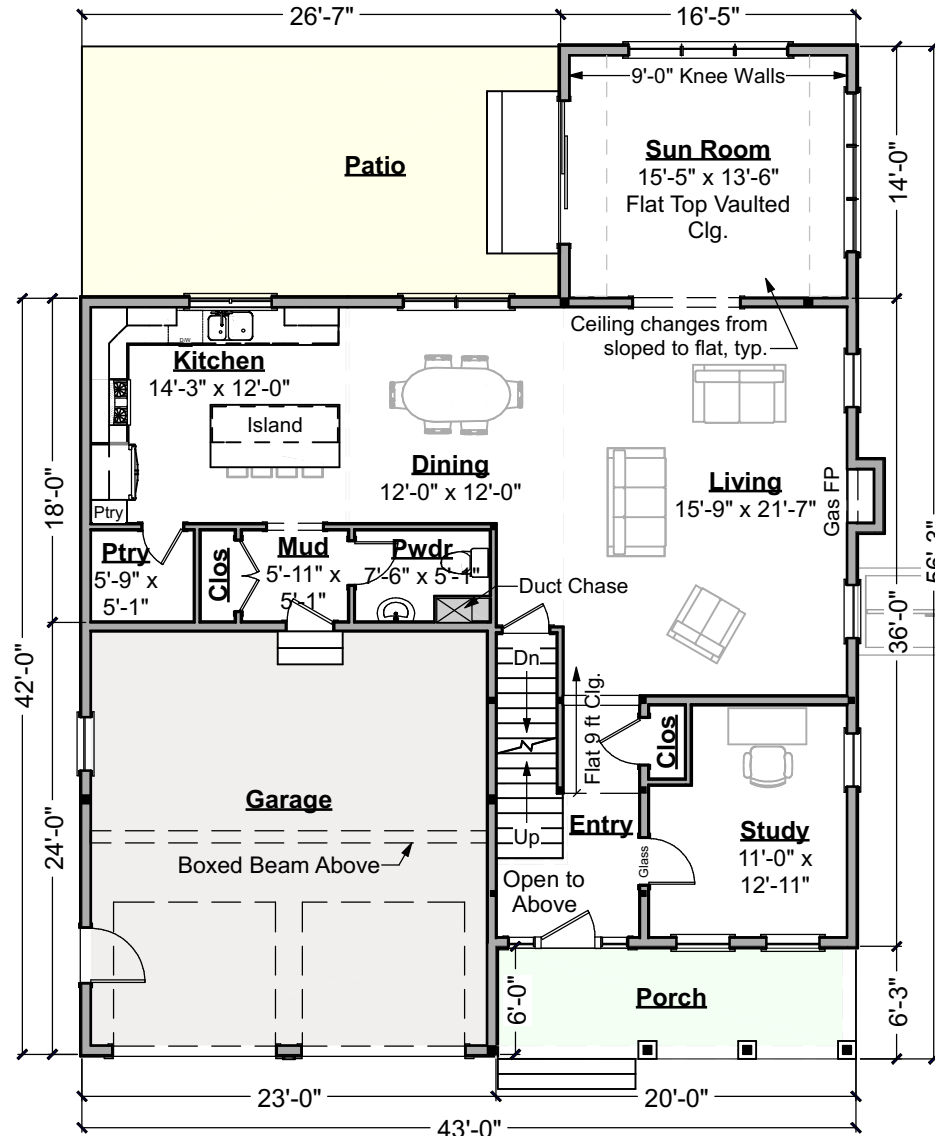 26'-7"
16'-5"
9'-0" Knee Walls
Patio
Sun Room
15'-5" x 13'-6"
Flat Top Vaulted
Clg.
14'-0"
Ceiling changes from
sloped to flat, typ.
D/W
Kitchen
14'-3" x 12'-0"
Island
Dining
12'-0" x 12'-0"
Living
15'-9" x 21'-7"
Gas FP
18'-0"
Ptry
Ptry
5'-9" x
5'-1"
Clos
Mud
5'-11" x
5'-1"
Pwdr
7'-6" x 5'-1"
Duct Chase
56'-3"
36'-0"
42'-0"
Dn
Flat 9 ft Clg.
Clos
Garage
24'-0"
Boxed Beam Above
Up
Entry
Glass
Study
11'-0" x
12'-11"
Open to
Above
6'-0"
Porch
6'-3"
23'-0"
20'-0"
43'-0"